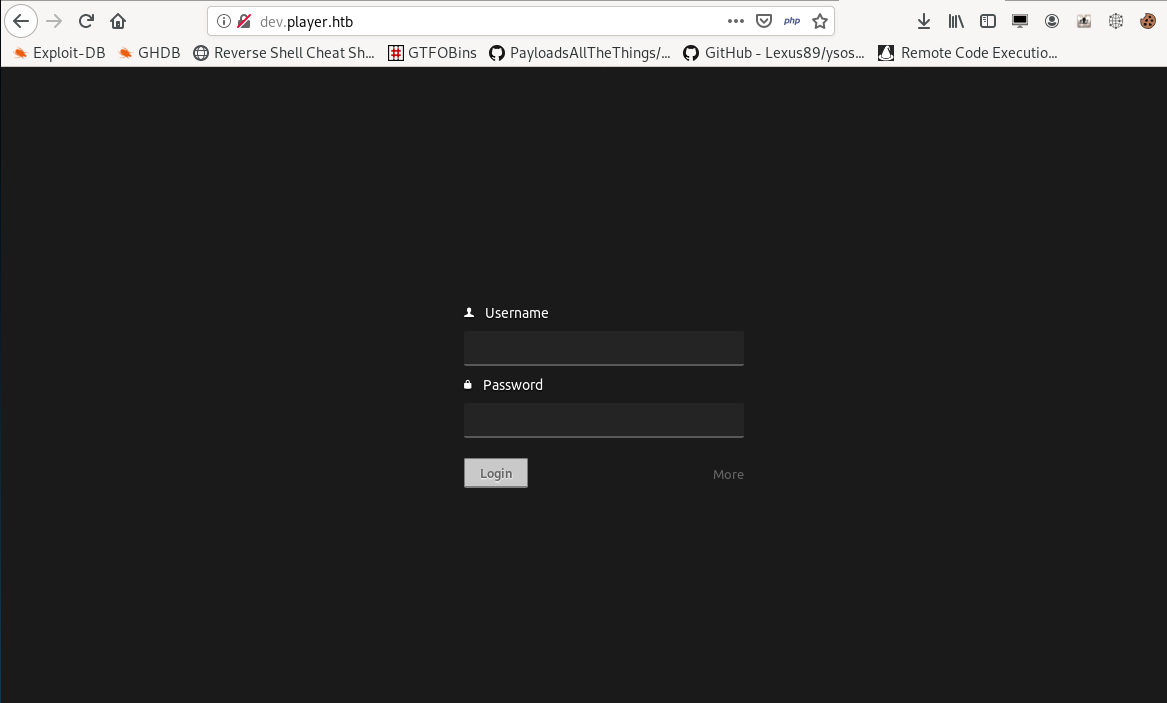 dev.player.htb php
Exploit-DB GHDB Reverse Shell Cheat Sh... GTFOBins PayloadsAllTheThings/... GitHub - Lexus89/ysos... Remote Code Executio...
Username
Password
Login More